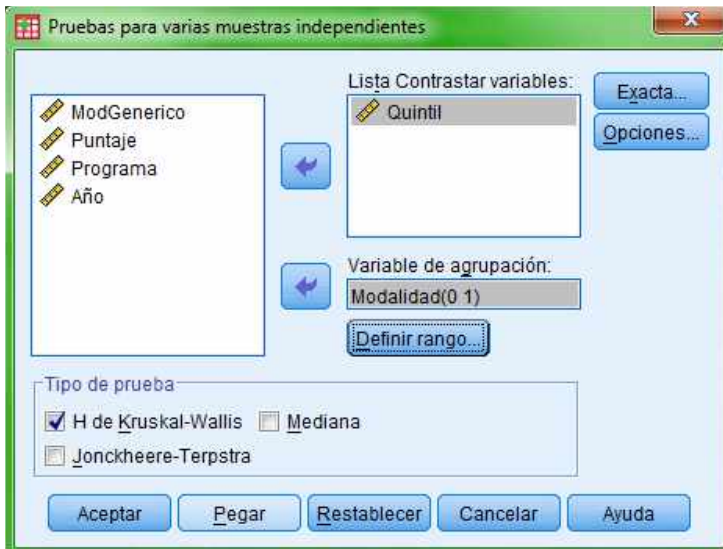 Pruebas para varias muestras independientes
x
Lista Contrastar variables:
ModGenerico
Puntaje
Programa
Año
Quintil
Exacta...
Opciones...
Variable de agrupación:
Modalidad(0 1)
Definir rango...
Tipo de prueba
H de Kruskal-Wallis
Mediana
Jonckheere-Terpstra
Aceptar
Pegar
Restablecer
Cancelar
Ayuda